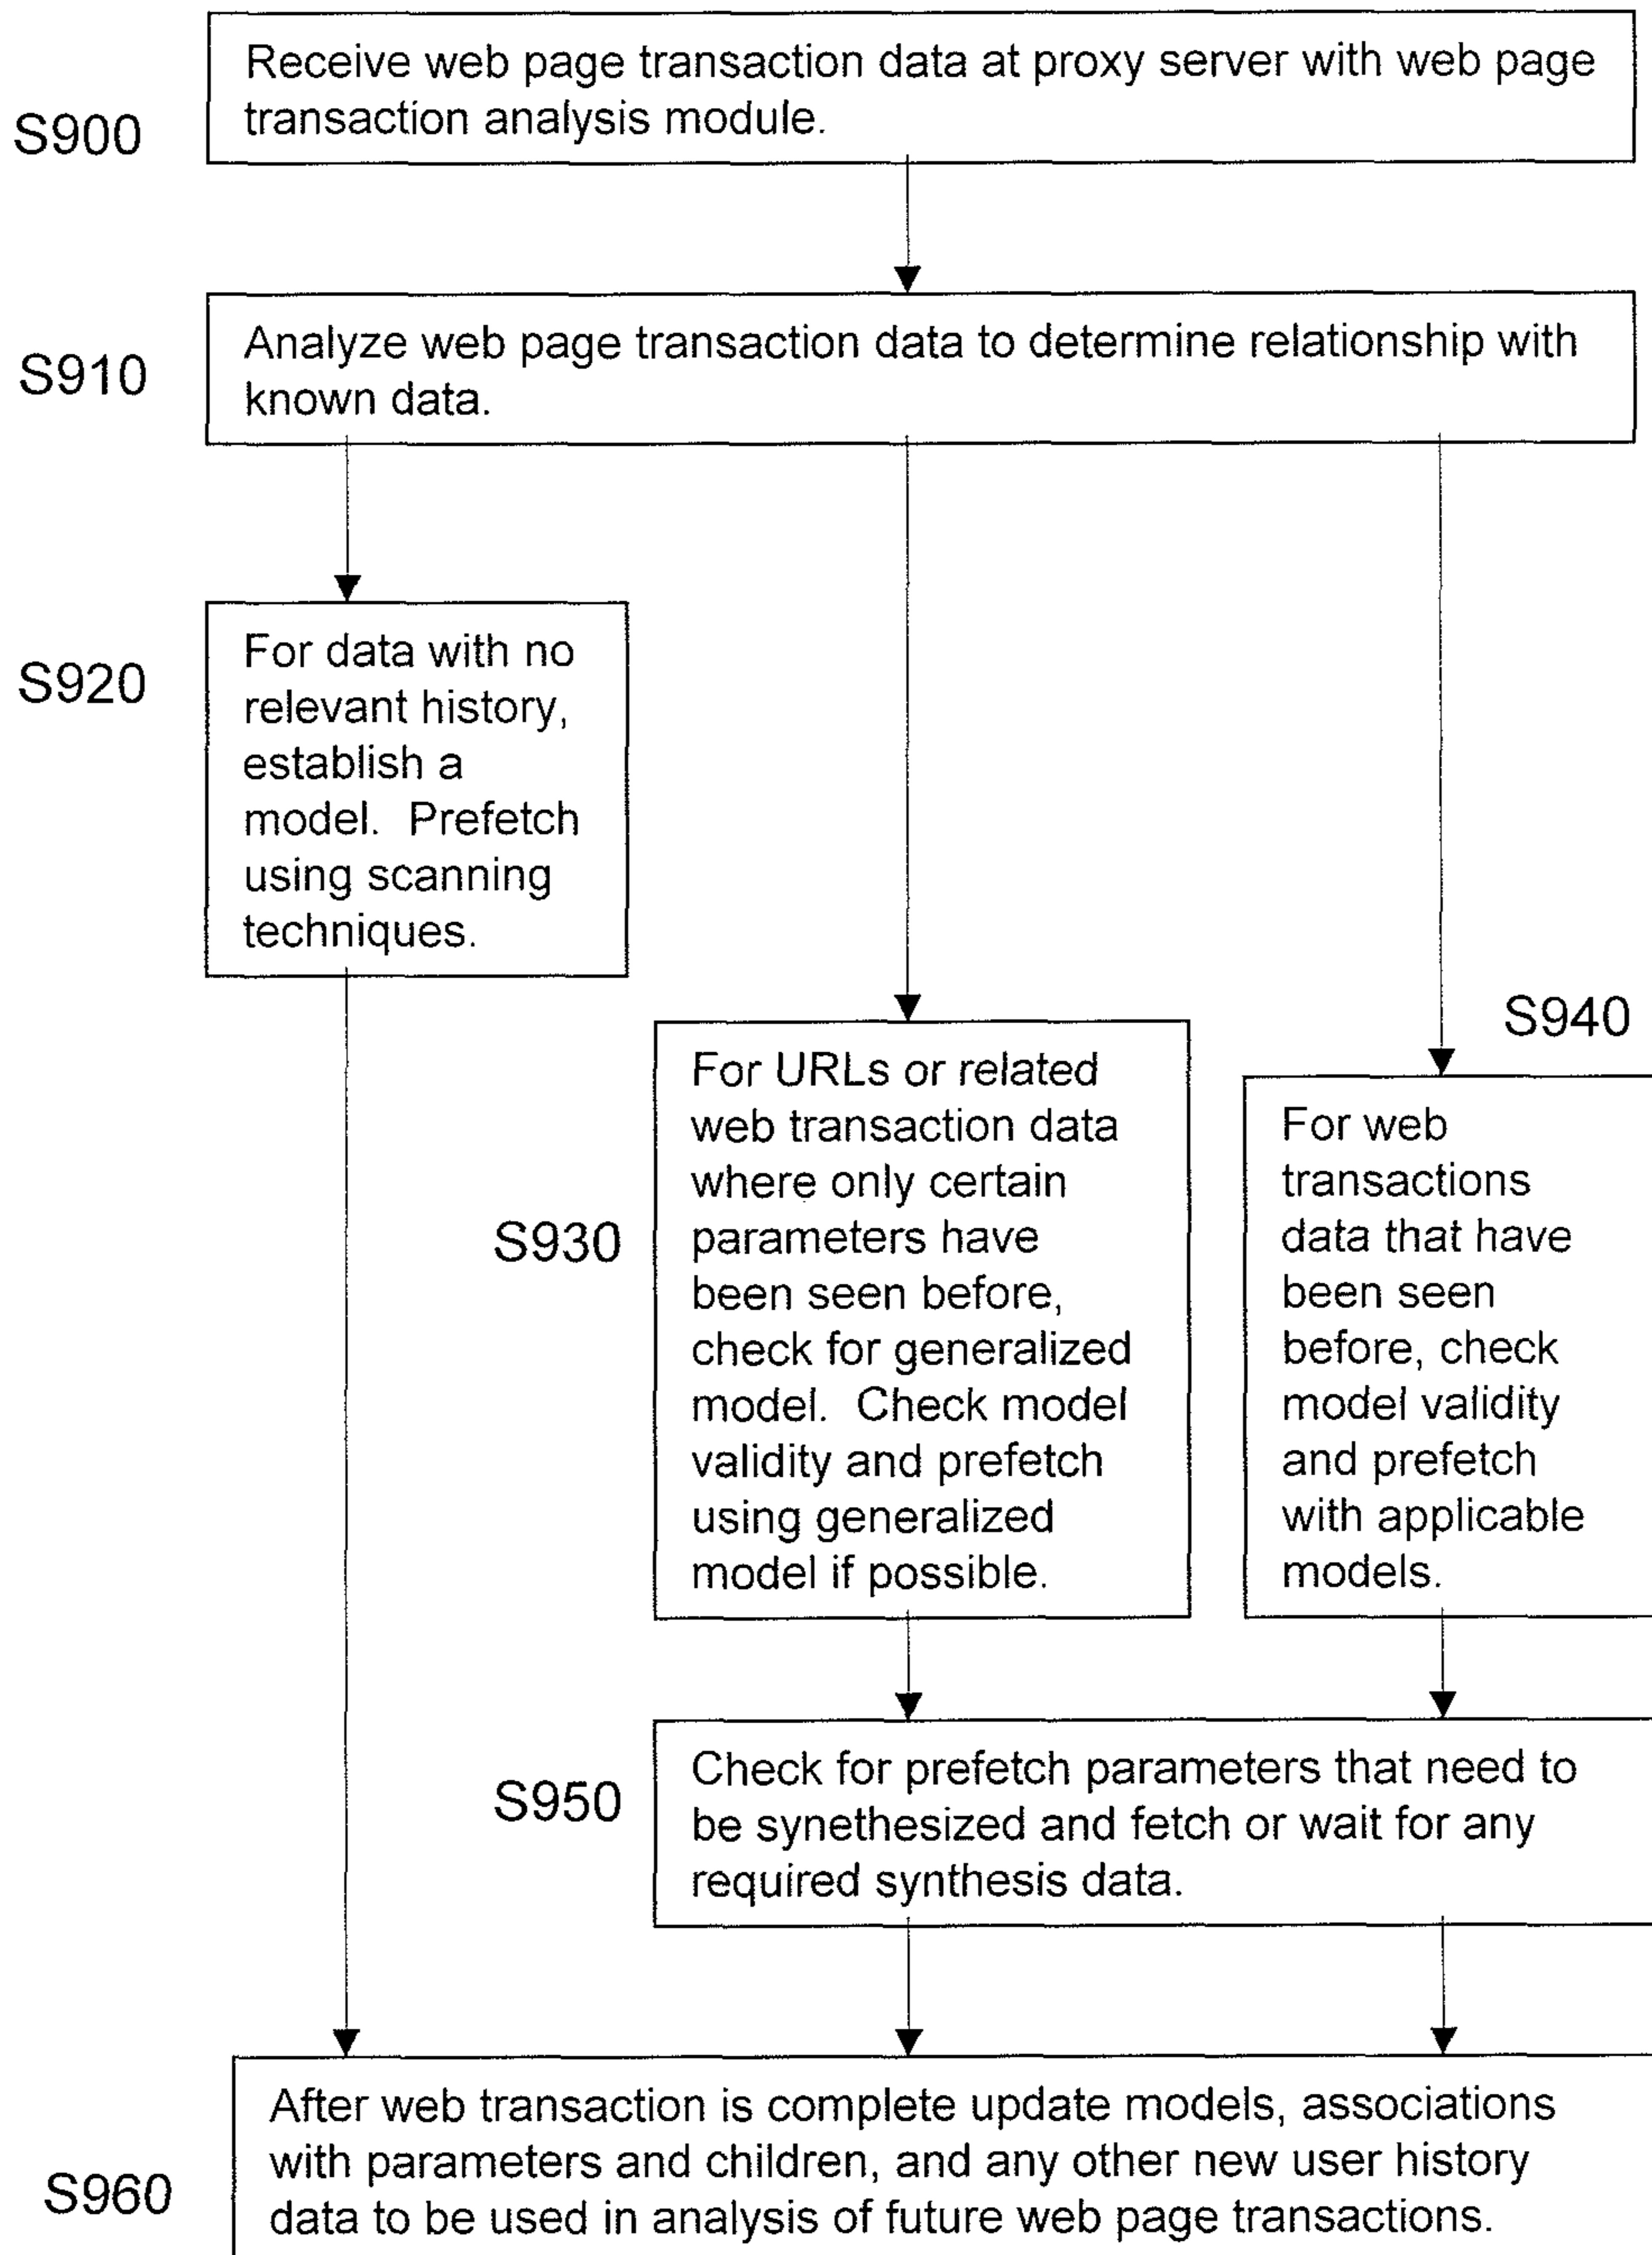 S900
Receive web page transaction data at proxy server with web page
transaction analysis module.
S910
Analyze web page transaction data to determine relationship with
known data.
S920
For data with no
relevant history,
establish a
model. Prefetch
using scanning
techniques.
S930
For URLs or related
web transaction data
where only certain
parameters have
been seen before,
check for generalized
model. Check model
validity and prefetch
using generalized
model if possible.
S940
For web
transactions
data that have
been seen
before, check
model validity
and prefetch
with applicable
models.
S950
Check for prefetch parameters that need to
be synethesized and fetch or wait for any
required synthesis data.
S960
After web transaction is complete update models, associations
with parameters and children, and any other new user history
data to be used in analysis of future web page transactions.